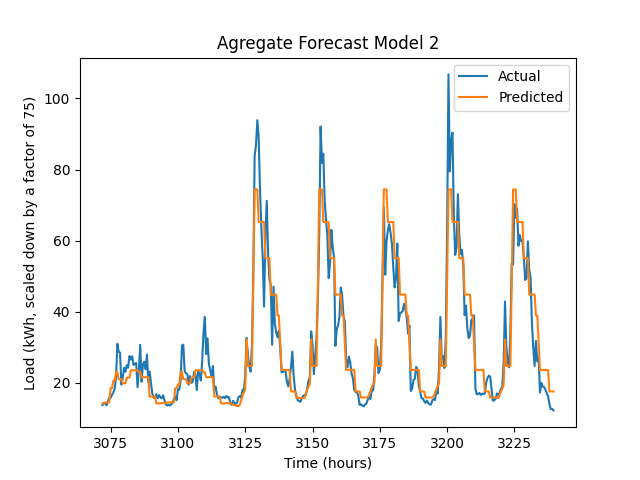 Agregate Forecast Model 2
Actual
Predicted
Load (kWh, scaled down by a factor of 75)
100
80
60
40
20
3075 3100 3125 3150 3175 3200 3225
Time (hours)